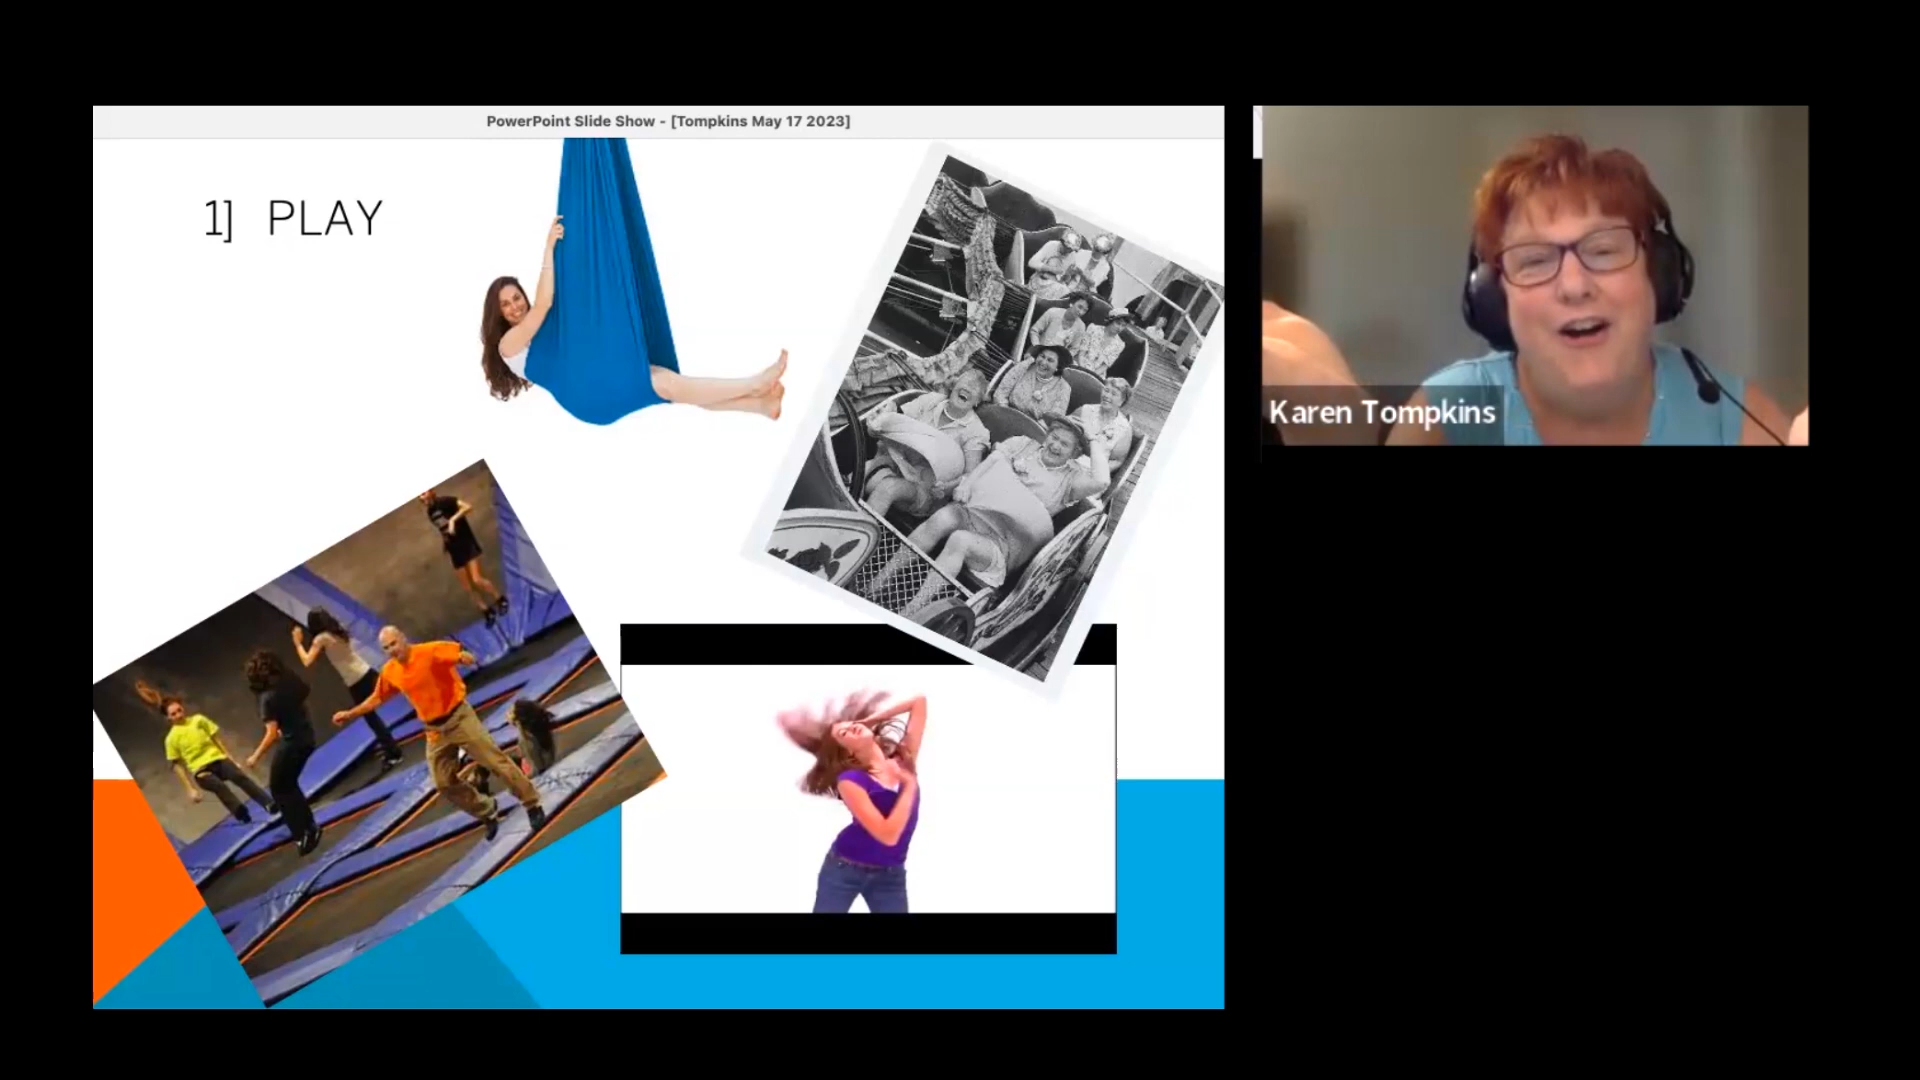 PowerPoint Slide Show - [Tompkins May 17 2023]
1] PLAY
Karen Tompkins